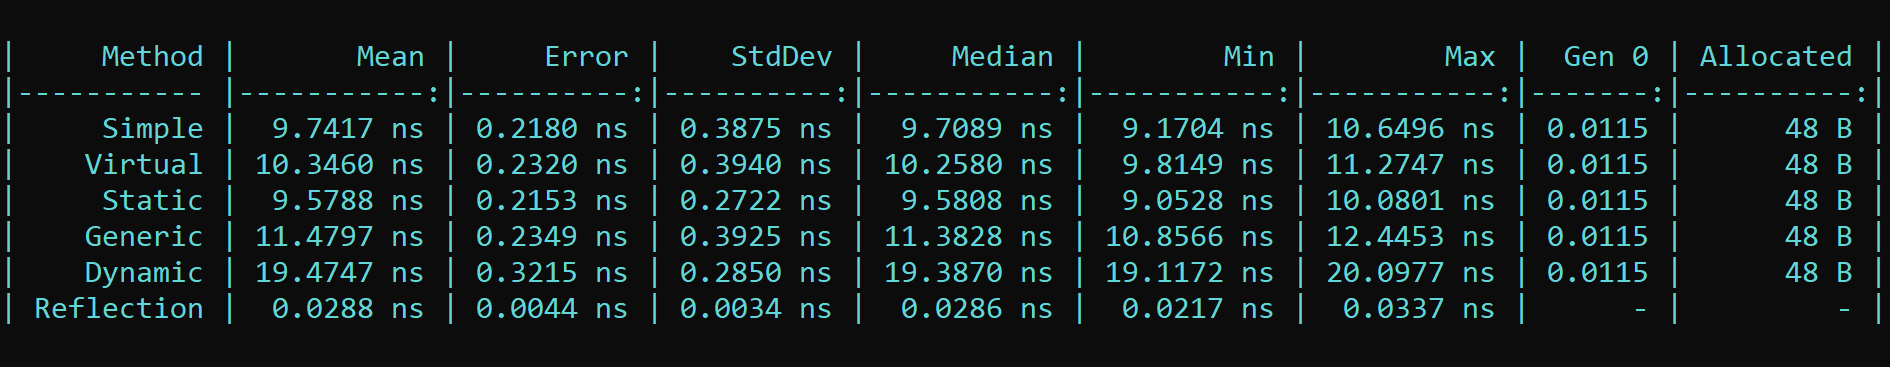 |     Method |       Mean |     Error |    StdDev |     Median |        Min |        Max |  Gen 0 | Allocated |
|----------- |-----------:|----------:|----------:|-----------:|-----------:|-----------:|-------:|----------:|
|     Simple |  9.7417 ns | 0.2180 ns | 0.3875 ns |  9.7089 ns |  9.1704 ns | 10.6496 ns | 0.0115 |      48 B |
|    Virtual | 10.3460 ns | 0.2320 ns | 0.3940 ns | 10.2580 ns |  9.8149 ns | 11.2747 ns | 0.0115 |      48 B |
|     Static |  9.5788 ns | 0.2153 ns | 0.2722 ns |  9.5808 ns |  9.0528 ns | 10.0801 ns | 0.0115 |      48 B |
|    Generic | 11.4797 ns | 0.2349 ns | 0.3925 ns | 11.3828 ns | 10.8566 ns | 12.4453 ns | 0.0115 |      48 B |
|    Dynamic | 19.4747 ns | 0.3215 ns | 0.2850 ns | 19.3870 ns | 19.1172 ns | 20.0977 ns | 0.0115 |      48 B |
| Reflection |  0.0288 ns | 0.0044 ns | 0.0034 ns |  0.0286 ns |  0.0217 ns |  0.0337 ns |      - |         - |